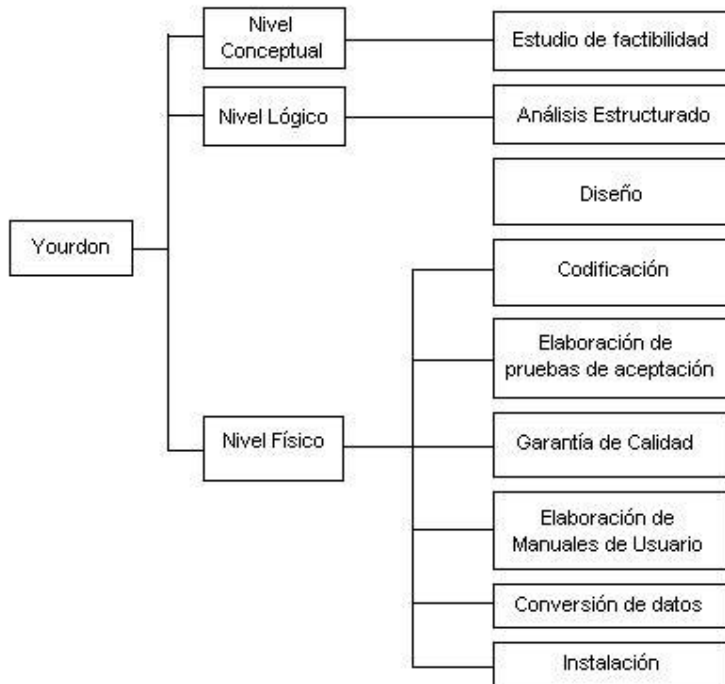 Nivel
Conceptual
Estudio de factibilidad
Nivel Lógico
Análisis Estructurado
Diseño
Yourdon
Codificación
Elaboración de
pruebas de aceptación
Nivel Físico
Garantía de Calidad
Elaboración de
Manuales de Usuario
Conversión de datos
Instalación